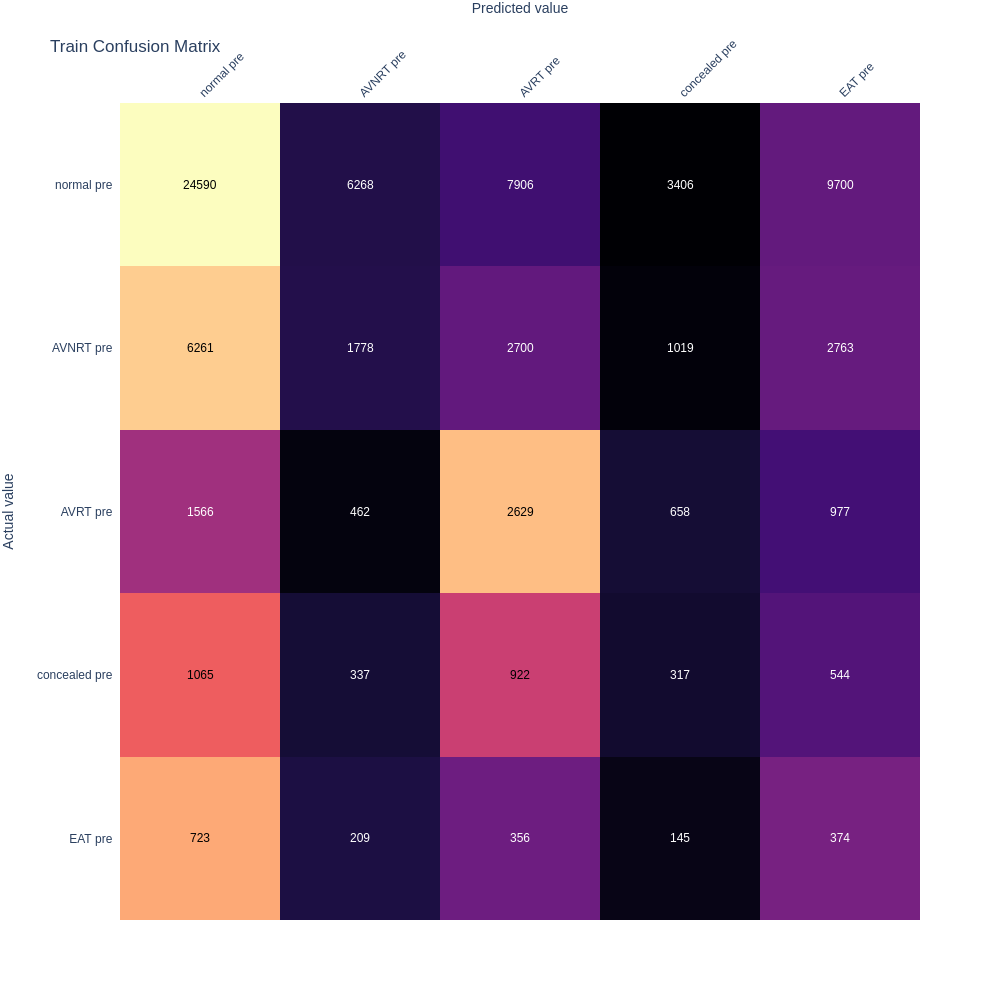 Predicted value
Train Confusion Matrix
normal pre
AVNRT pre
AVRT pre
concealed pre
EAT pre
normal pre 24590 6268 7906 3406 9700
AVNRT pre 6261 1778 2700 1019 2763
Actual value
AVRT pre 1566 462 2629 658 977
concealed pre 1065 337 922 317 544
EAT pre 723 209 356 145 374